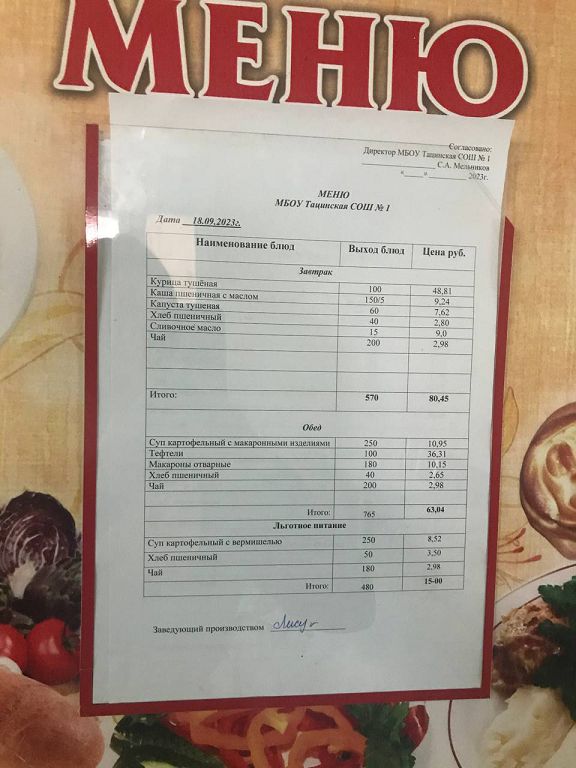 МЕНЮ
Согласовано:
Директор МБОУ Тацинская СОШ № 1
____________ С.А. Мельников
«____» __________ 2023г.
МЕНЮ
МБОУ Тацинская СОШ № 1
Дата 18.09.2023г.
Наименование блюд Выход блюд Цена руб.
Завтрак
Курица тушёная 100 48,81
Каша пшеничная с маслом 150/5 9,24
Капуста тушеная 60 7,62
Хлеб пшеничный 40 2,80
Сливочное масло 15 9,0
Чай 200 2,98
Итого: 570 80,45
Обед
Суп картофельный с макаронными изделиями 250 10,95
Тефтели 100 36,31
Макароны отварные 180 10,15
Хлеб пшеничный 40 2,65
Чай 200 2,98
Итого: 765 63,04
Льготное питание
Суп картофельный с вермишелью 250 8,52
Хлеб пшеничный 50 3,50
Чай 180 2,98
Итого: 480 15-00
Заведующий производством